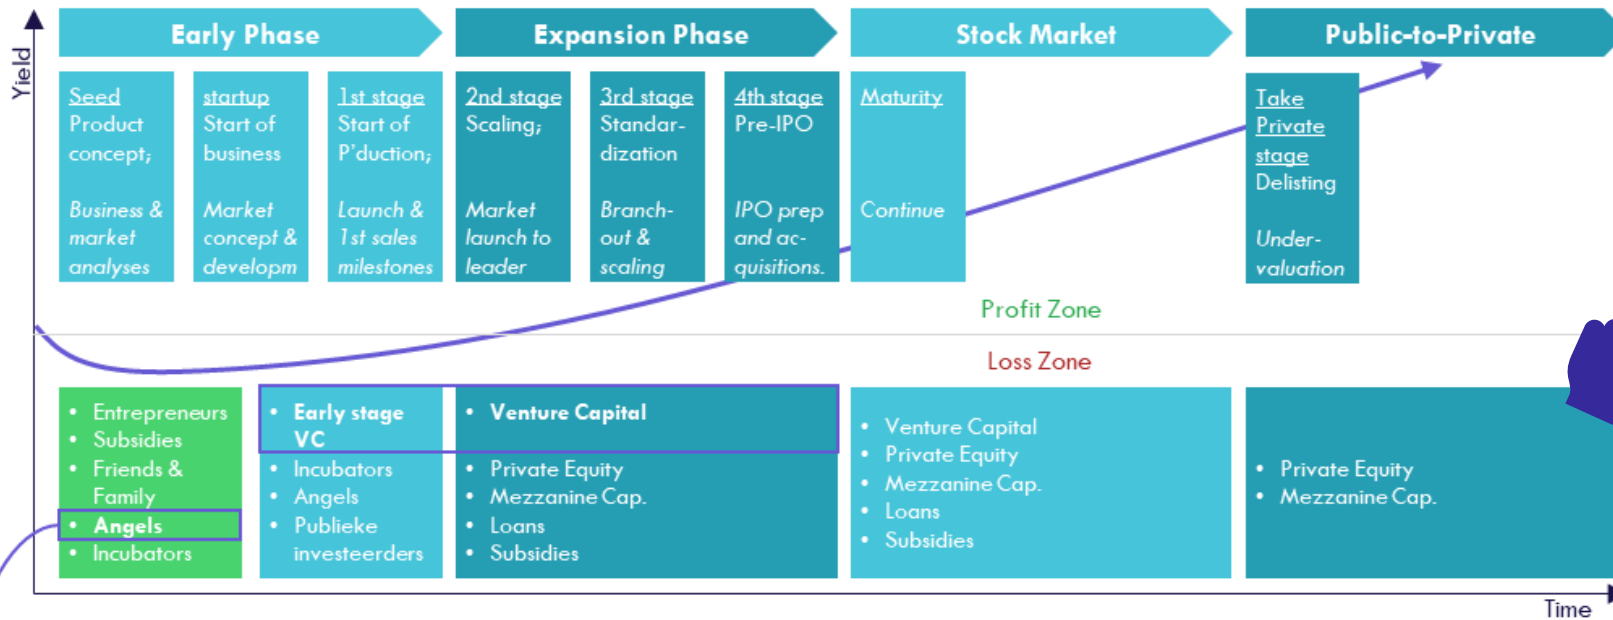 Yield
Early Phase
Expansion Phase
Stock Market
Public-to-Private
Seed
Product
concept;
Business &
market
analyses
startup
Start of
business
Market
concept &
developm
1st stage
Start of
P'duction;
Launch &
1st sales
milestones
2nd stage
Scaling;
Market
launch to
leader
3rd stage
Standar-
dization
Branch-
out &
scaling
4th stage
Pre-IPO
IPO prep
and ac-
quisitions.
Maturity
Continue
Take
Private
stage
Delisting
Under-
valuation
Profit Zone
Loss Zone
• Entrepreneurs
• Subsidies
• Friends &
Family
• Angels
• Incubators
• Early stage
VC
• Incubators
• Angels
• Publieke
investeerders
• Venture Capital
• Private Equity
• Mezzanine Cap.
• Loans
• Subsidies
• Venture Capital
• Private Equity
• Mezzanine Cap.
• Loans
• Subsidies
• Private Equity
• Mezzanine Cap.
Time